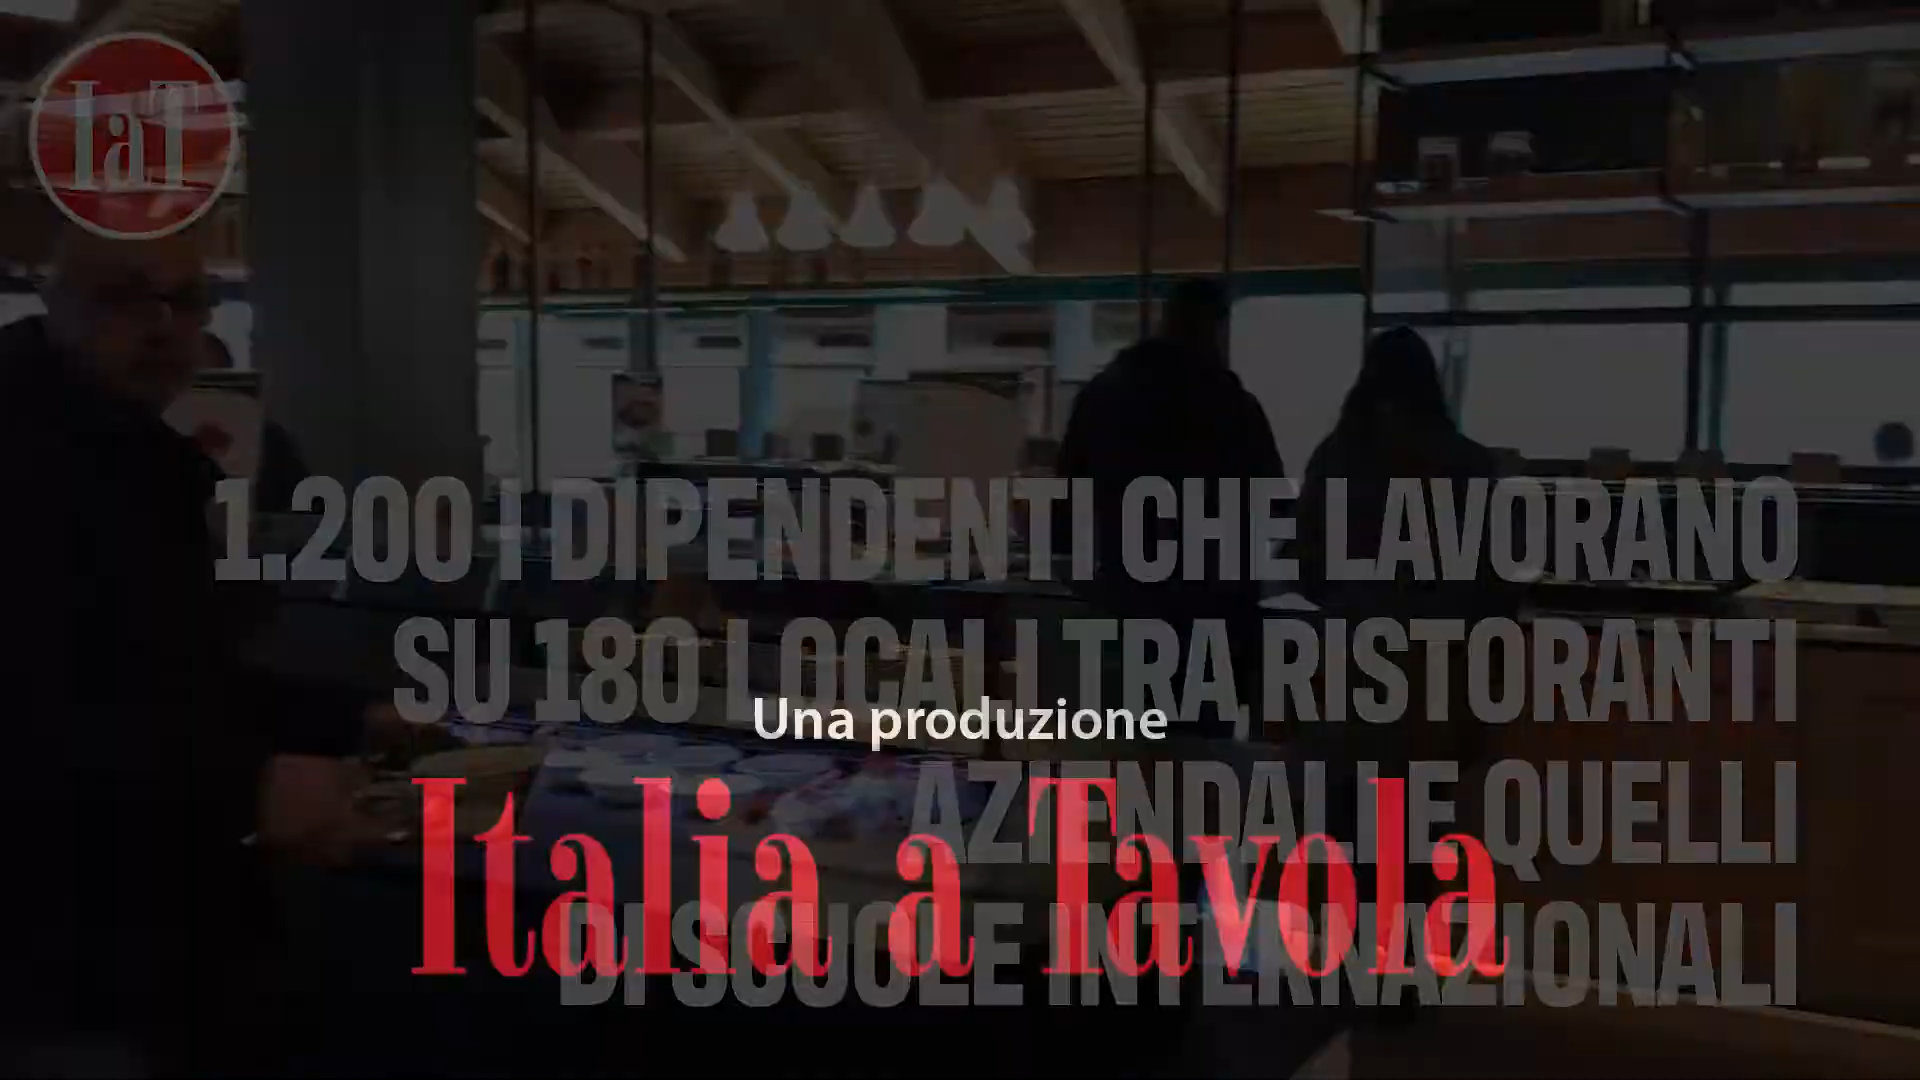 IaT
1.200 I DIPENDENTI CHE LAVORANO
SU 180 LOCALI TRA RISTORANTI
Una produzione
AZIENDALI E QUELLI
Italia a Tavola
DI SCUOLE INTERNAZIONALI